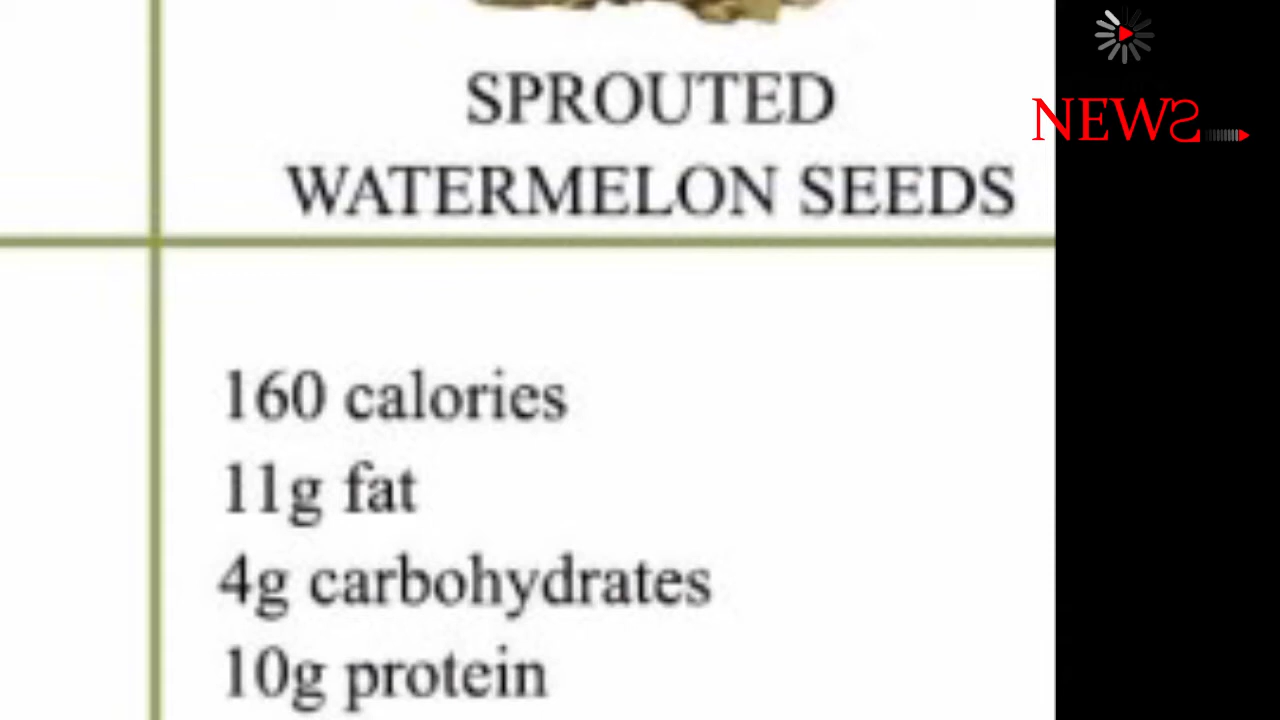 SPROUTED
WATERMELON SEEDS
NEWS
160 calories
11g fat
4g carbohydrates
10g protein